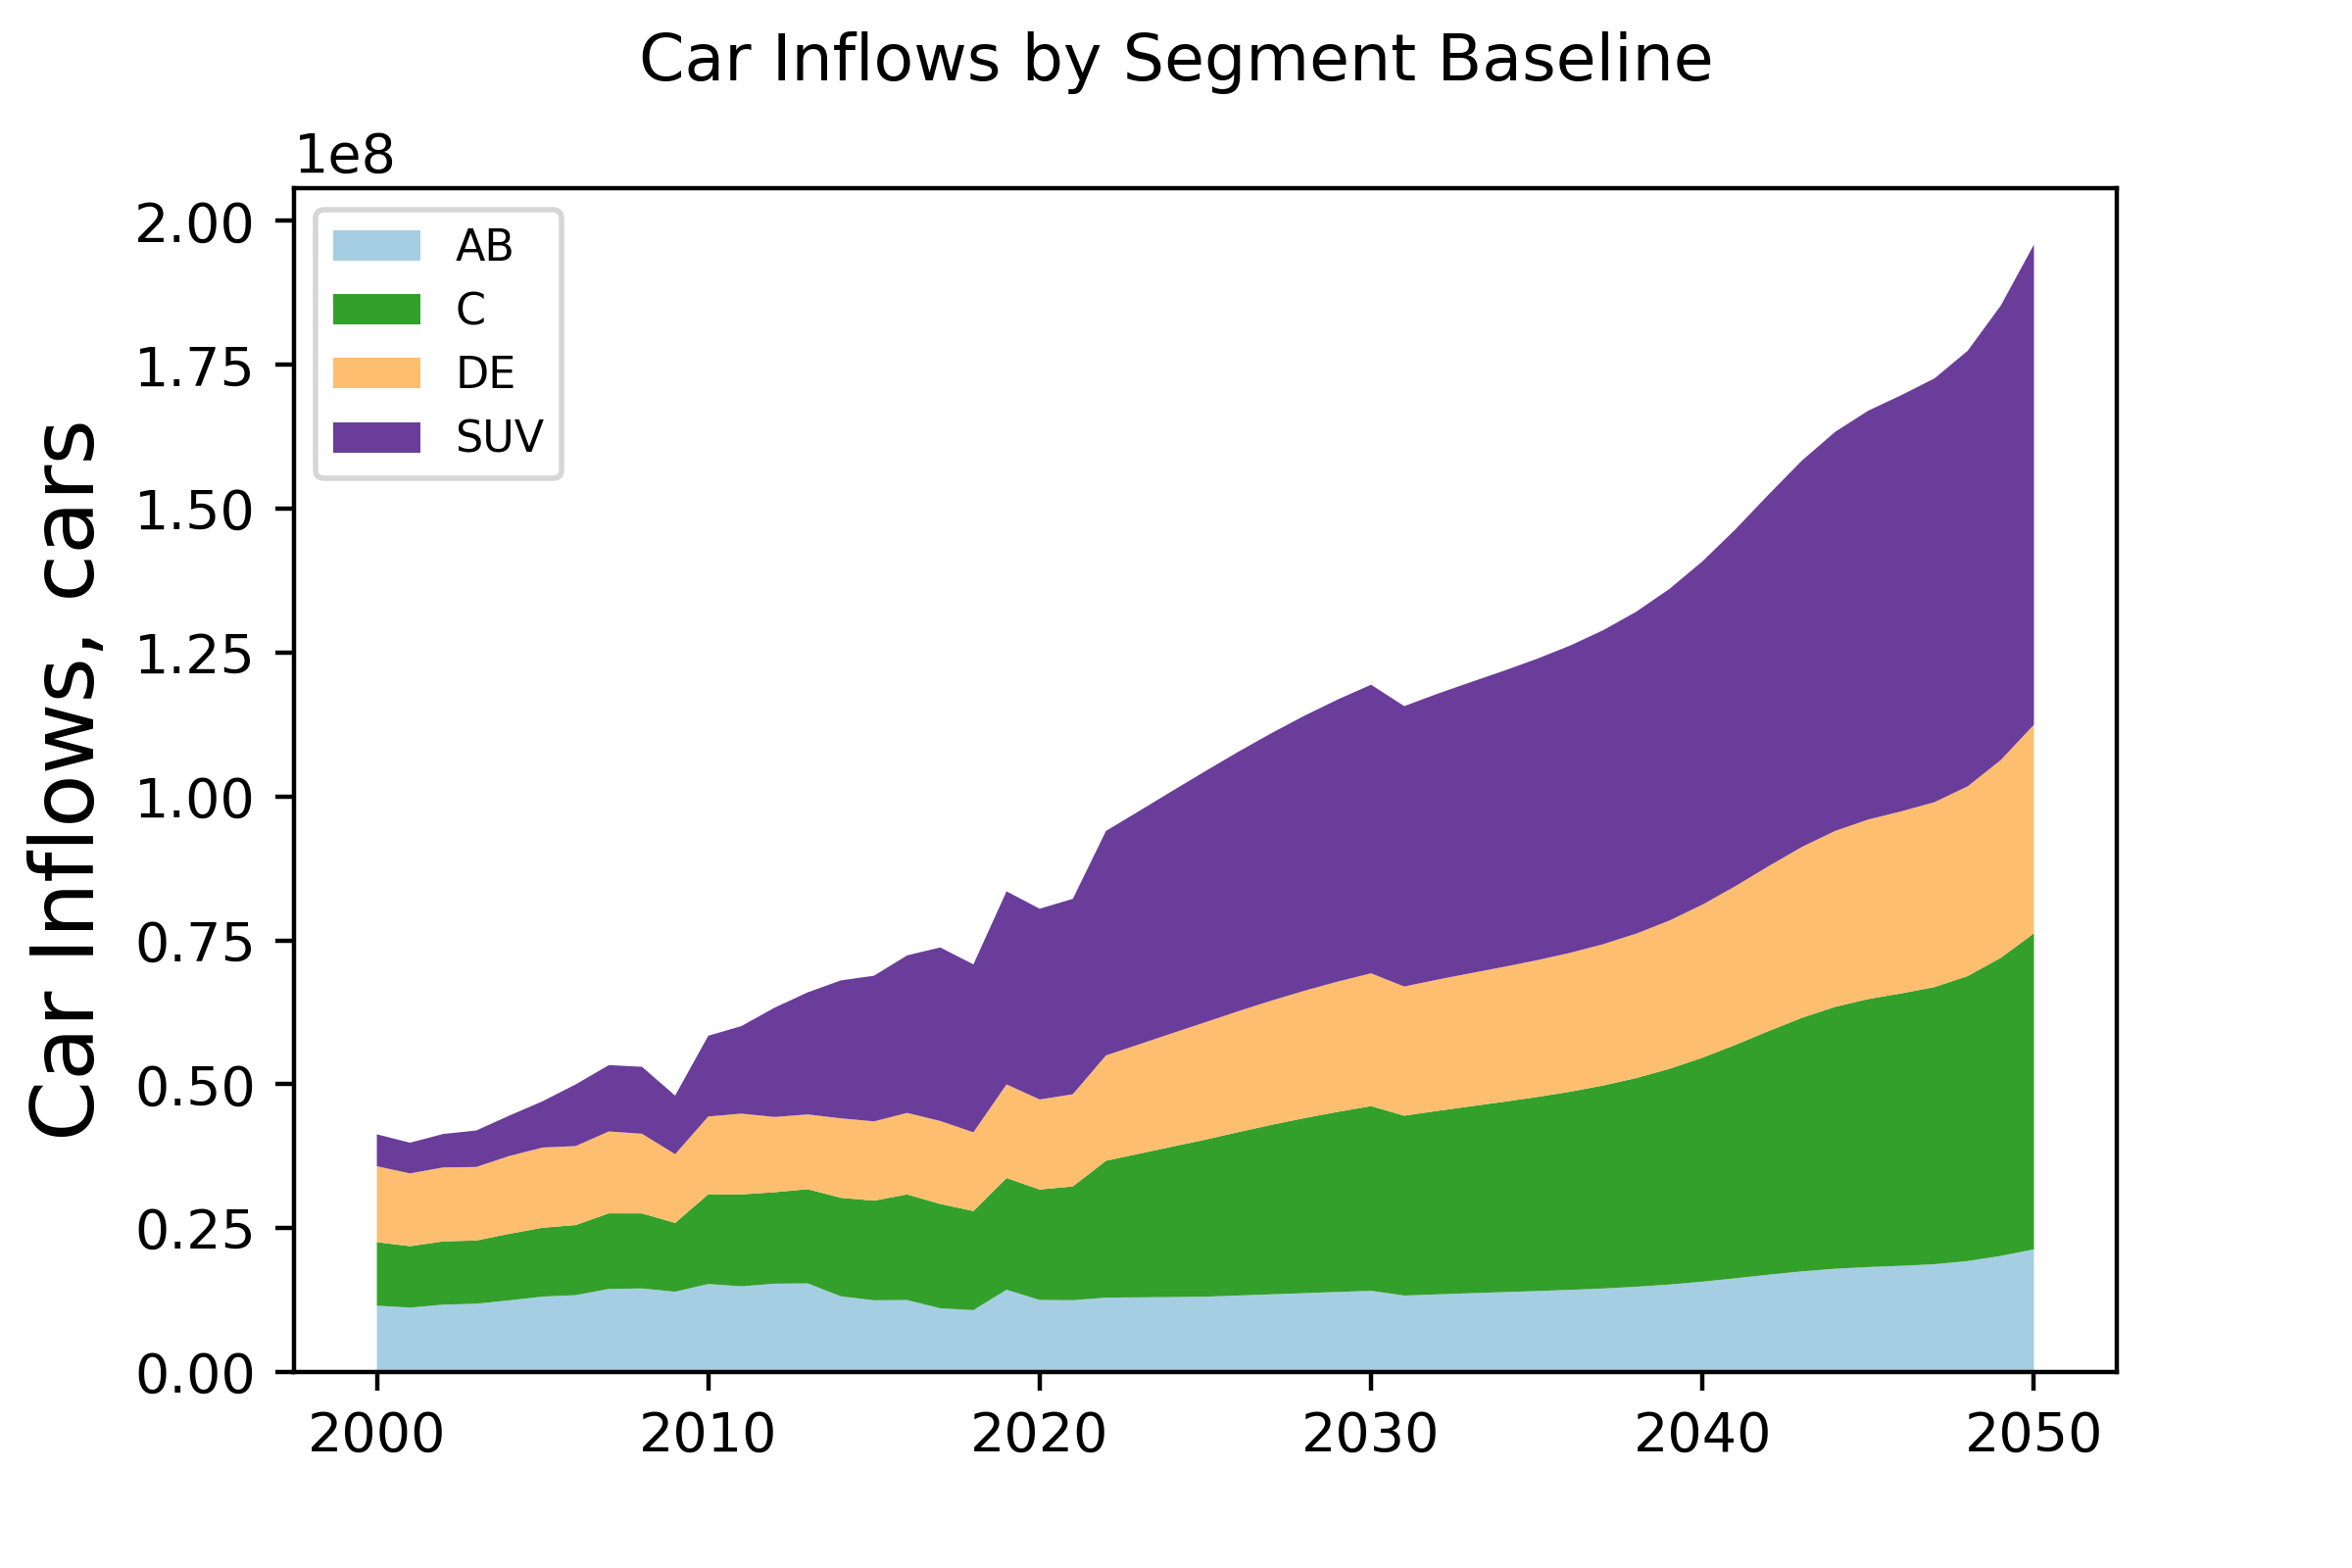 Car Inflows by Segment Baseline
1e8
2.00
1.75
1.50
1.25
1.00
0.75
0.50
0.25
0.00
Car Inflows, cars
AB
C
DE
SUV
2000 2010 2020 2030 2040 2050